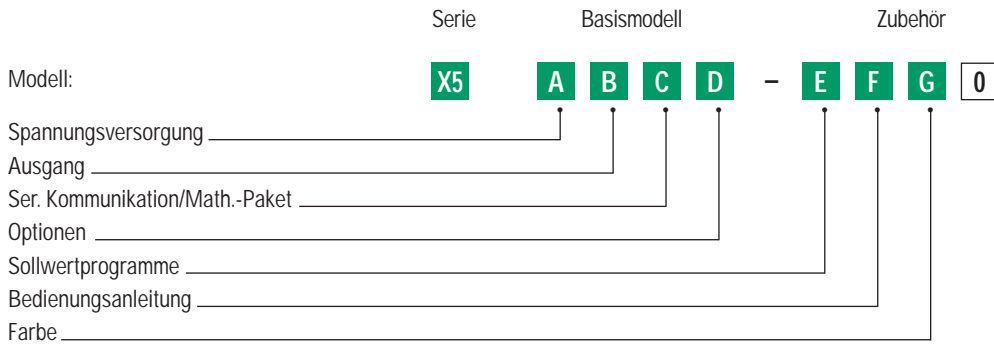 Serie Basismodell Zubehör
Modell: X5 A B C D – E F G 0
Spannungsversorgung
Ausgang
Ser. Kommunikation/Math.-Paket
Optionen
Sollwertprogramme
Bedienungsanleitung
Farbe